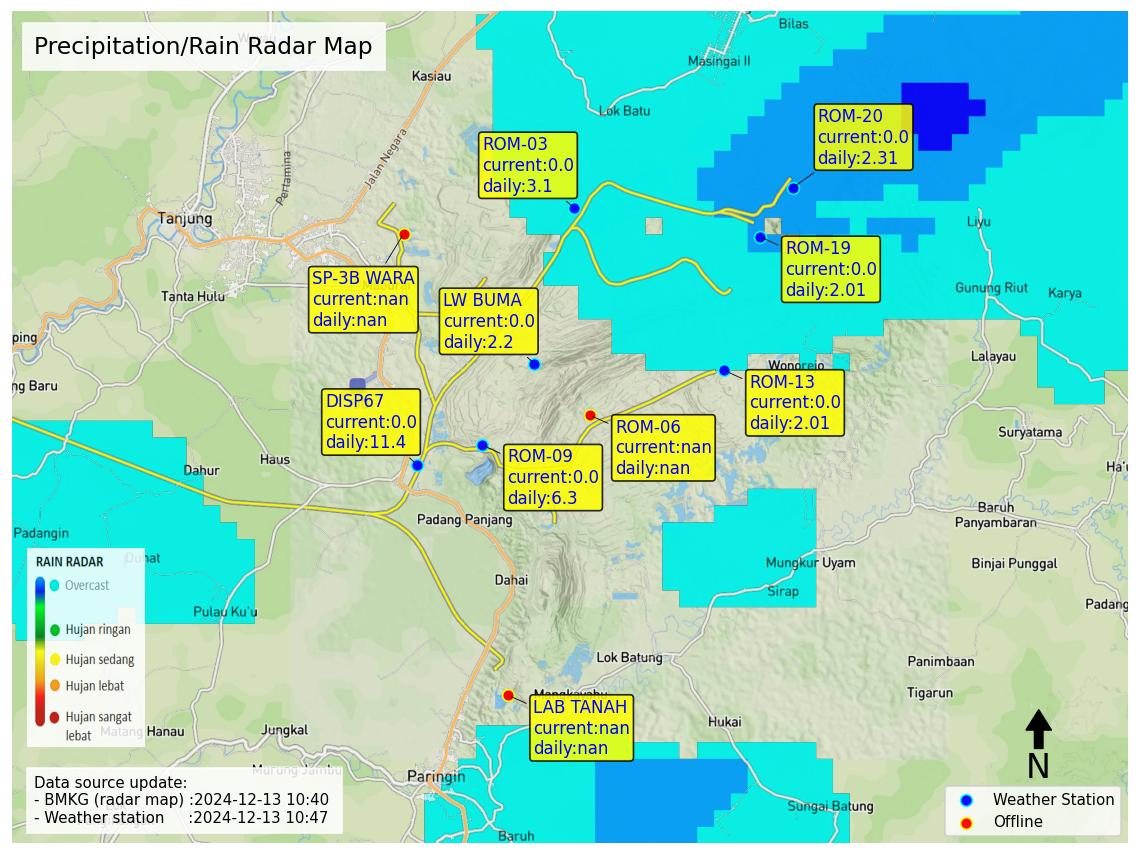 Precipitation/Rain Radar Map
Bilas
Masingai II
Kasiau
Lok Batu
Jalan Negara
Pertamina
Tanjung
Tanta Hulu
ROM-03
current:0.0
daily:3.1
ROM-20
current:0.0
daily:2.31
ROM-19
current:0.0
daily:2.01
Liyu
Gunung Riut
Karya
Lalayau
SP-3B WARA
current:nan
daily:nan
LW BUMA
current:0.0
daily:2.2
ping
ng Baru
Wonorejo
ROM-13
current:0.0
daily:2.01
DISP67
current:0.0
daily:11.4
ROM-06
current:nan
daily:nan
ROM-09
current:0.0
daily:6.3
Suryatama
Haus
Dahur
Padang Panjang
Baruh
Panyambaran
Padangin
Mungkur Uyam
Binjai Punggal
Dahai
Sirap
Padang
Pulau Ku'u
RAIN RADAR
Overcast
Hujan ringan
Hujan sedang
Hujan lebat
Hujan sangat
lebat
Lok Batung
Panimbaan
Tigarun
LAB TANAH
current:nan
daily:nan
Hukai
Jungkal
Paringin
Sungai Batung
Baruh
Data source update:
- BMKG (radar map) :2024-12-13 10:40
- Weather station :2024-12-13 10:47
N
Weather Station
Offline